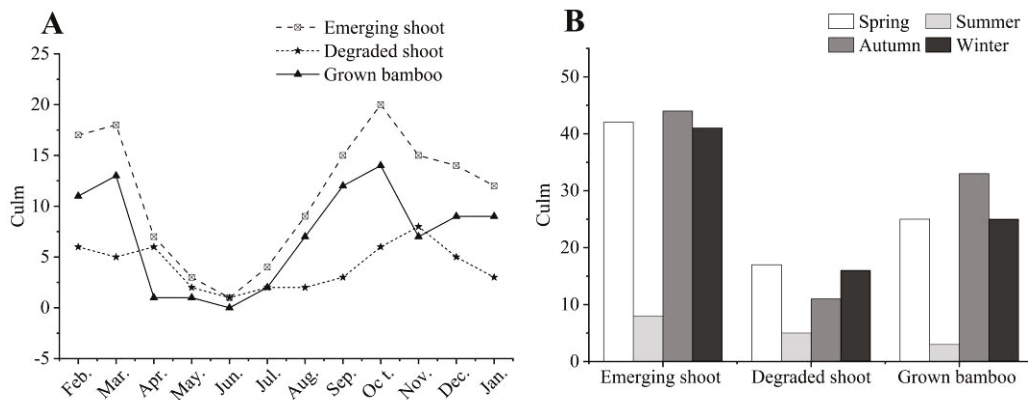 A
Emerging shoot
Degraded shoot
Grown bamboo
25
20
15
10
5
0
-5
Culm
Feb.
Mar.
Apr.
May.
Jun.
Jul.
Aug.
Sep.
Oc t.
Nov.
Dec.
Jan.
B
Spring Summer
Autumn Winter
50
40
30
20
10
0
Culm
Emerging shoot Degraded shoot Grown bamboo